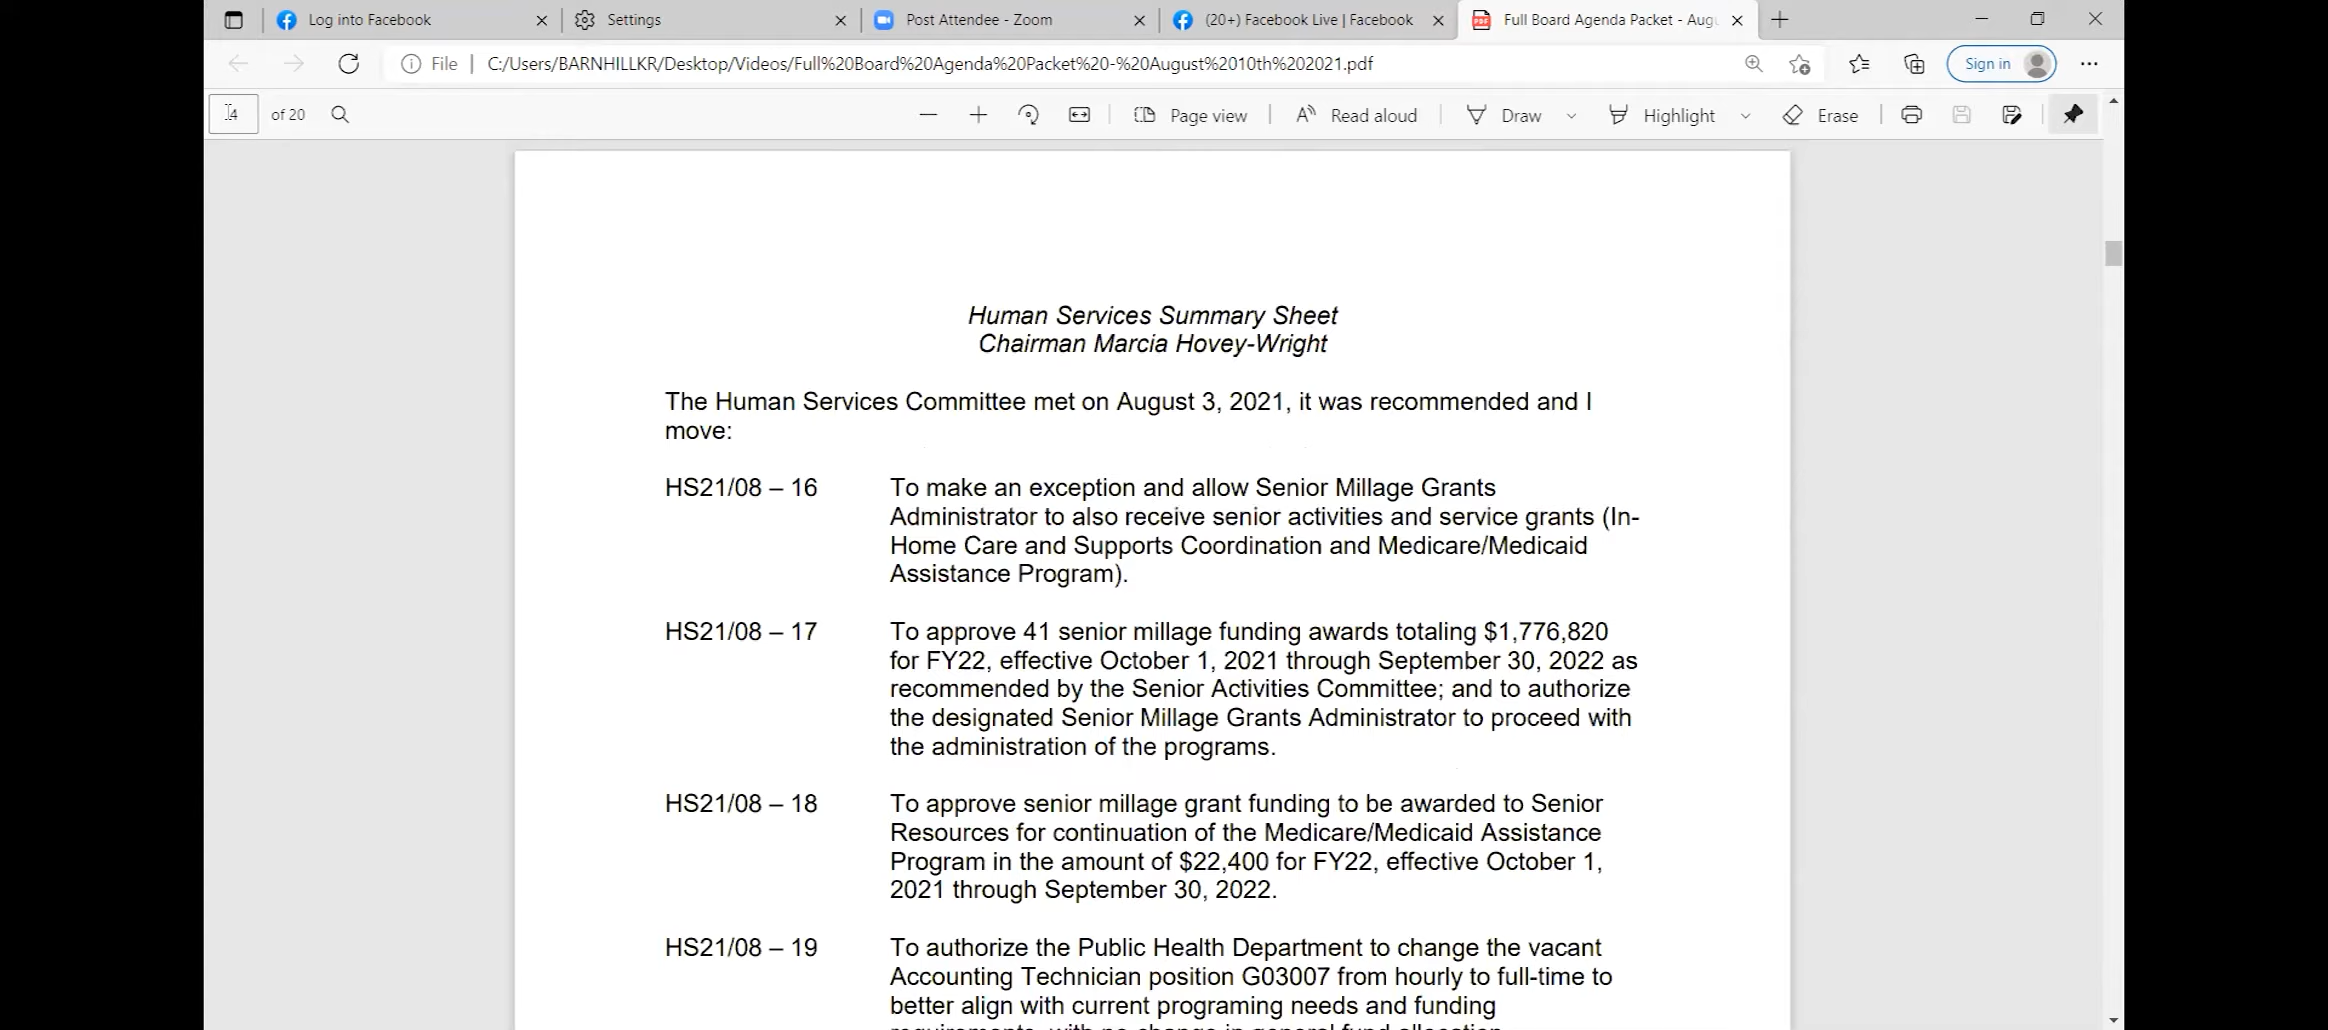 Log into Facebook
Settings
Post Attendee - Zoom
(20+) Facebook Live | Facebook
Full Board Agenda Packet - Aug
File | C:/Users/BARNHILLKR/Desktop/Videos/Full%20Board%20Agenda%20Packet%20-%20August%2010th%202021.pdf
Sign in
4 of 20
Page view
Read aloud
Draw
Highlight
Erase
Human Services Summary Sheet
Chairman Marcia Hovey-Wright
The Human Services Committee met on August 3, 2021, it was recommended and I
move:
HS21/08 – 16 To make an exception and allow Senior Millage Grants
Administrator to also receive senior activities and service grants (In-
Home Care and Supports Coordination and Medicare/Medicaid
Assistance Program).
HS21/08 – 17 To approve 41 senior millage funding awards totaling $1,776,820
for FY22, effective October 1, 2021 through September 30, 2022 as
recommended by the Senior Activities Committee; and to authorize
the designated Senior Millage Grants Administrator to proceed with
the administration of the programs.
HS21/08 – 18 To approve senior millage grant funding to be awarded to Senior
Resources for continuation of the Medicare/Medicaid Assistance
Program in the amount of $22,400 for FY22, effective October 1,
2021 through September 30, 2022.
HS21/08 – 19 To authorize the Public Health Department to change the vacant
Accounting Technician position G03007 from hourly to full-time to
better align with current programing needs and funding
requirements, with no change in general fund allocation